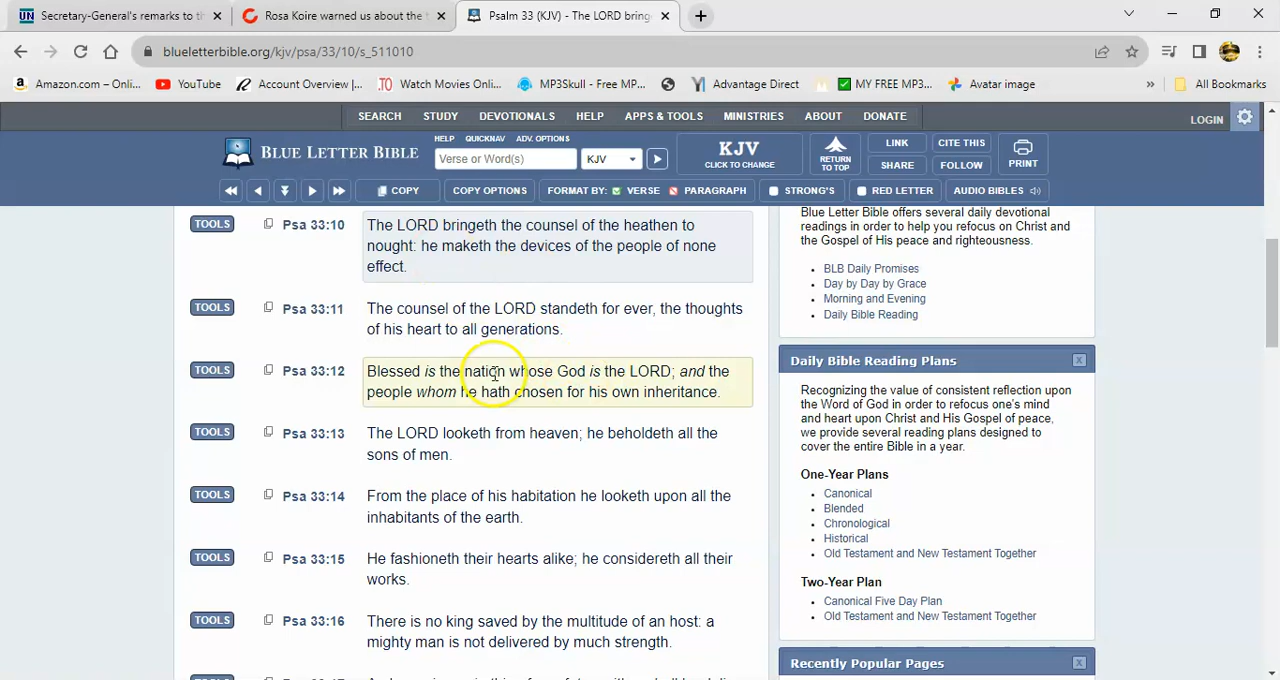 Secretary-General's remarks to th
Rosa Koire warned us about the
Psalm 33 (KJV) - The LORD bring
blueletterbible.org/kjv/psa/33/10/s_511010
Amazon.com – Onli...
YouTube
Account Overview |...
Watch Movies Onli...
MP3Skull - Free MP...
Advantage Direct
MY FREE MP3...
Avatar image
»
All Bookmarks
SEARCH
STUDY
DEVOTIONALS
HELP
APPS & TOOLS
MINISTRIES
ABOUT
DONATE
LOGIN
BLUE LETTER BIBLE
HELP
QUICKNAV
ADV. OPTIONS
Verse or Word(s)
KJV
KJV
CLICK TO CHANGE
RETURN
TO TOP
LINK
CITE THIS
SHARE
FOLLOW
PRINT
COPY
COPY OPTIONS
FORMAT BY:
VERSE
PARAGRAPH
STRONG'S
RED LETTER
AUDIO BIBLES
TOOLS
Psa 33:10
The LORD bringeth the counsel of the heathen to
nought: he maketh the devices of the people of none
effect.
TOOLS
Psa 33:11
The counsel of the LORD standeth for ever, the thoughts
of his heart to all generations.
TOOLS
Psa 33:12
Blessed is the nation whose God is the LORD; and the
people whom he hath chosen for his own inheritance.
TOOLS
Psa 33:13
The LORD looketh from heaven; he beholdeth all the
sons of men.
TOOLS
Psa 33:14
From the place of his habitation he looketh upon all the
inhabitants of the earth.
TOOLS
Psa 33:15
He fashioneth their hearts alike; he considereth all their
works.
TOOLS
Psa 33:16
There is no king saved by the multitude of an host: a
mighty man is not delivered by much strength.
Blue Letter Bible offers several daily devotional
readings in order to help you refocus on Christ and
the Gospel of His peace and righteousness.
BLB Daily Promises
Day by Day by Grace
Morning and Evening
Daily Bible Reading
Daily Bible Reading Plans
Recognizing the value of consistent reflection upon
the Word of God in order to refocus one's mind
and heart upon Christ and His Gospel of peace,
we provide several reading plans designed to
cover the entire Bible in a year.
One-Year Plans
Canonical
Blended
Chronological
Historical
Old Testament and New Testament Together
Two-Year Plan
Canonical Five Day Plan
Old Testament and New Testament Together
Recently Popular Pages